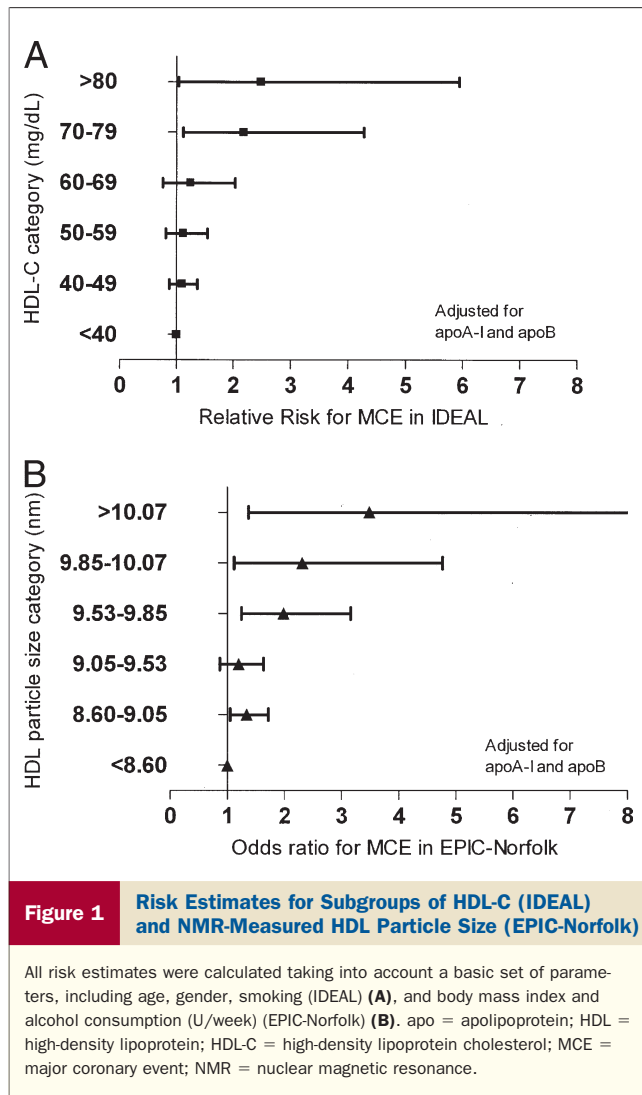 A
HDL-C category (mg/dL)
>80
70-79
60-69
50-59
40-49
<40
Adjusted for
apoA-I and apoB
0 1 2 3 4 5 6 7 8
Relative Risk for MCE in IDEAL
B
HDL particle size category (nm)
>10.07
9.85-10.07
9.53-9.85
9.05-9.53
8.60-9.05
<8.60
Adjusted for
apoA-I and apoB
0 1 2 3 4 5 6 7 8
Odds ratio for MCE in EPIC-Norfolk
Figure 1
Risk Estimates for Subgroups of HDL-C (IDEAL)
and NMR-Measured HDL Particle Size (EPIC-Norfolk)
All risk estimates were calculated taking into account a basic set of parame-
ters, including age, gender, smoking (IDEAL) (A), and body mass index and
alcohol consumption (U/week) (EPIC-Norfolk) (B). apo = apolipoprotein; HDL =
high-density lipoprotein; HDL-C = high-density lipoprotein cholesterol; MCE =
major coronary event; NMR = nuclear magnetic resonance.